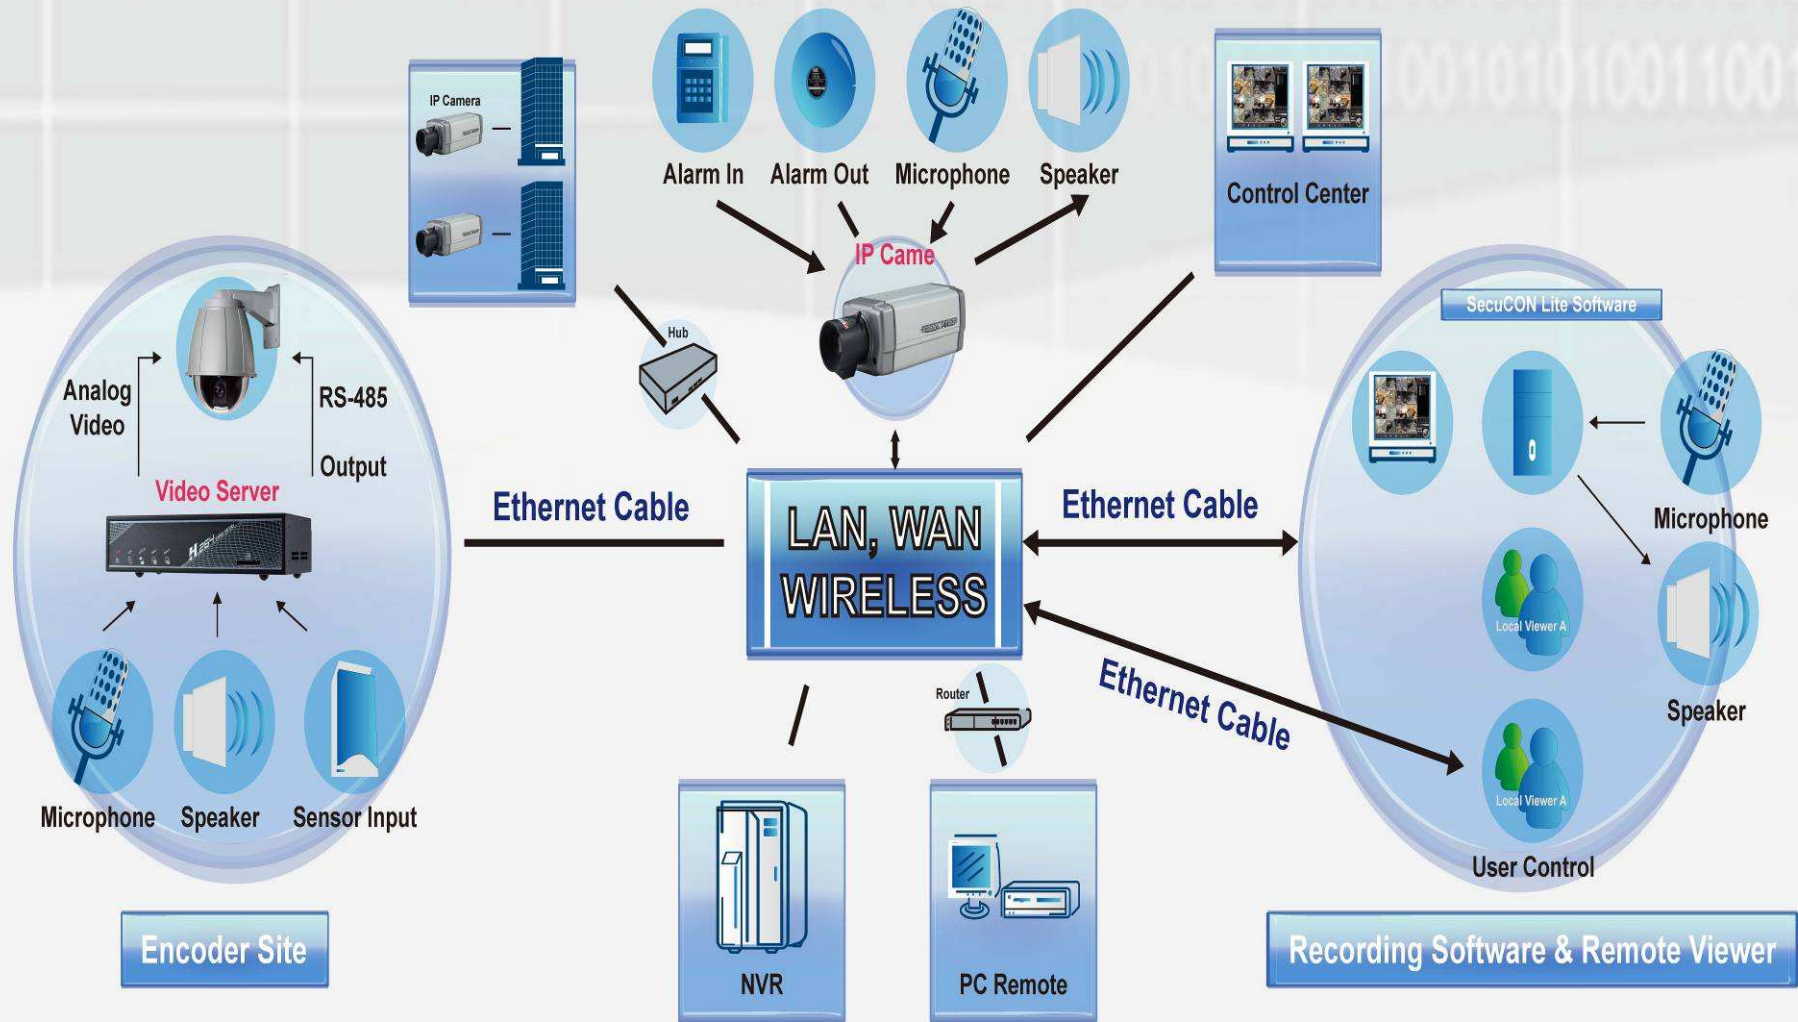 IP Camera
Alarm In
Alarm Out
Microphone
Speaker
Control Center
IP Came
Hub
SecuCON Lite Software
Analog
Video
RS-485
Output
Video Server
H.264
Ethernet Cable
LAN, WAN
WIRELESS
Ethernet Cable
Microphone
Local Viewer A
Speaker
Ethernet Cable
Router
Local Viewer A
User Control
Microphone
Speaker
Sensor Input
Encoder Site
NVR
PC Remote
Recording Software & Remote Viewer